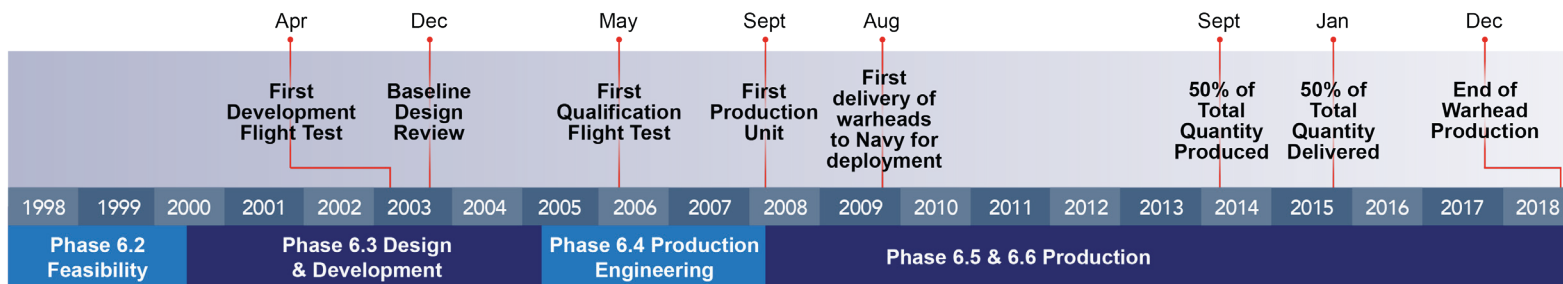 Apr
Dec
May
Sept
Aug
Sept
Jan
Dec
First
Development
Flight Test
Baseline
Design
Review
First
Qualification
Flight Test
First
Production
Unit
First
delivery of
warheads
to Navy for
deployment
50% of
Total
Quantity
Produced
50% of
Total
Quantity
Delivered
End of
Warhead
Production
1998 1999 2000 2001 2002 2003 2004 2005 2006 2007 2008 2009 2010 2011 2012 2013 2014 2015 2016 2017 2018
Phase 6.2
Feasibility
Phase 6.3 Design
& Development
Phase 6.4 Production
Engineering
Phase 6.5 & 6.6 Production